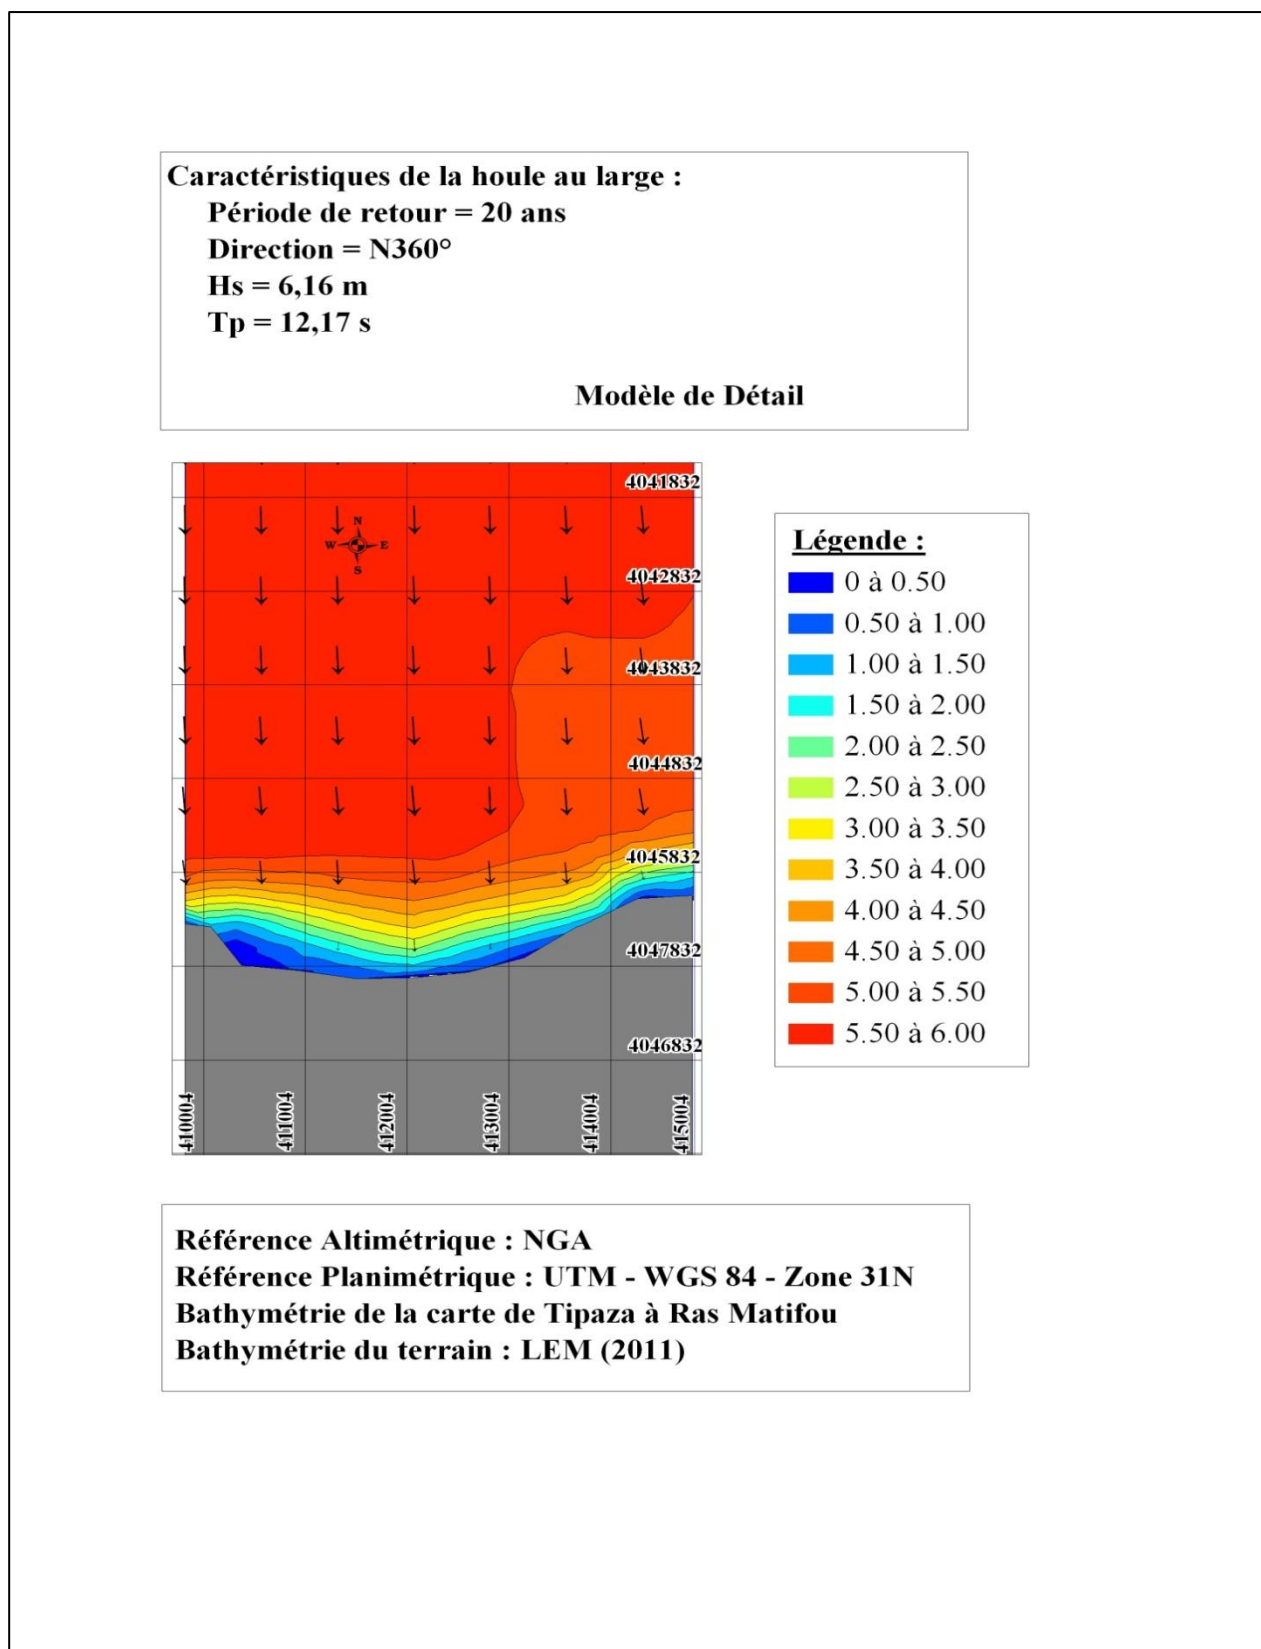 Caractéristiques de la houle au large :
Période de retour = 20 ans
Direction = N360°
Hs = 6,16 m
Tp = 12,17 s
Modèle de Détail
4041832
N
W E
S
4042832
4043832
4044832
4045832
4047832
4046832
410004
411004
412004
413004
414004
415004
Légende :
0 à 0.50
0.50 à 1.00
1.00 à 1.50
1.50 à 2.00
2.00 à 2.50
2.50 à 3.00
3.00 à 3.50
3.50 à 4.00
4.00 à 4.50
4.50 à 5.00
5.00 à 5.50
5.50 à 6.00
Référence Altimétrique : NGA
Référence Planimétrique : UTM - WGS 84 - Zone 31N
Bathymétrie de la carte de Tipaza à Ras Matifou
Bathymétrie du terrain : LEM (2011)